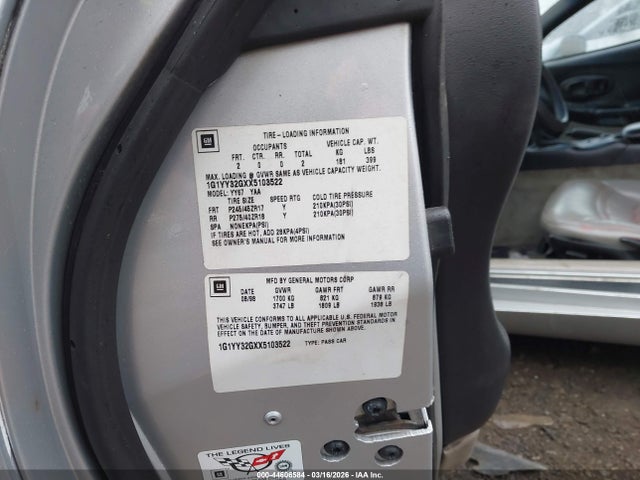 GM
TIRE - LOADING INFORMATION
OCCUPANTS VEHICLE CAP. WT.
FRT. CTR. RR. TOTAL KG LBS
2 0 0 2 181 399
MAX. LOADING @ GVWR SAME AS VEHICLE CAPACITY WEIGHT.
1G1YY32GXX5103522
MODEL: YY67 YAA
TIRE SIZE SPEED RTG COLD TIRE PRESSURE
FRT P245/45ZR17 Y 210KPA(30PSI)
RR P275/40ZR18 Y 210KPA(30PSI)
SPA NONEKPA(PSI)
IF TIRES ARE HOT, ADD 28KPA(4PSI)
SEE OWNER'S MANUAL FOR MORE INFORMATION
GM
MFD BY GENERAL MOTORS CORP
DATE GVWR GAWR FRT GAWR RR
08/98 1700 KG 821 KG 879 KG
3747 LB 1809 LB 1938 LB
THIS VEHICLE CONFORMS TO ALL APPLICABLE U.S. FEDERAL MOTOR
VEHICLE SAFETY, BUMPER, AND THEFT PREVENTION STANDARDS IN
EFFECT ON THE DATE OF MANUFACTURE SHOWN ABOVE.
1G1YY32GXX5103522 TYPE: PASS CAR
THE LEGEND LIVES
©000-44606584 | 03/16/2026 | IAA Inc.